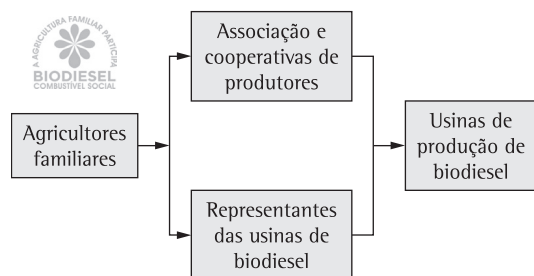 A AGRICULTURA FAMILIAR PARTICIPA
BIODIESEL
COMBUSTÍVEL SOCIAL
Associação e
cooperativas de
produtores
Agricultores
familiares
Usinas de
produção de
biodiesel
Representantes
das usinas de
biodiesel